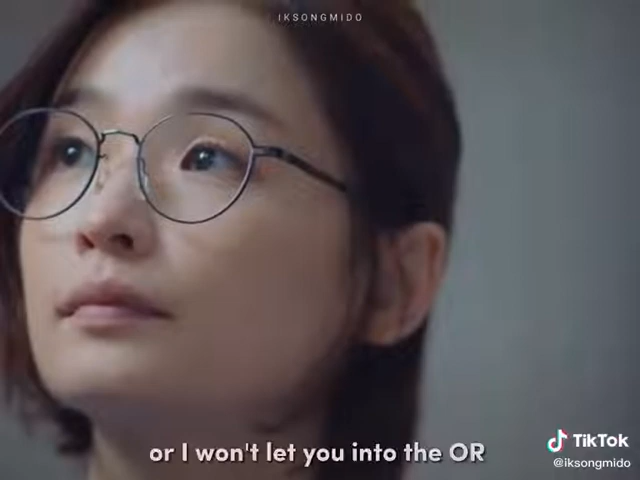 IKSONGMIDO
or I won't let you into the OR
TikTok
@iksongmido